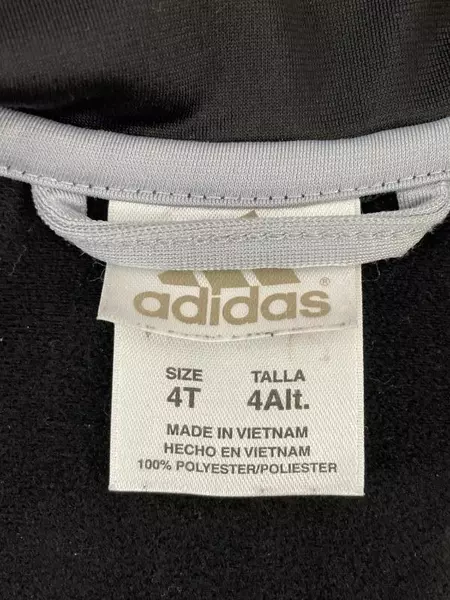 adidas
SIZE TALLA
4T 4Alt.
MADE IN VIETNAM
HECHO EN VIETNAM
100% POLYESTER/POLIESTER